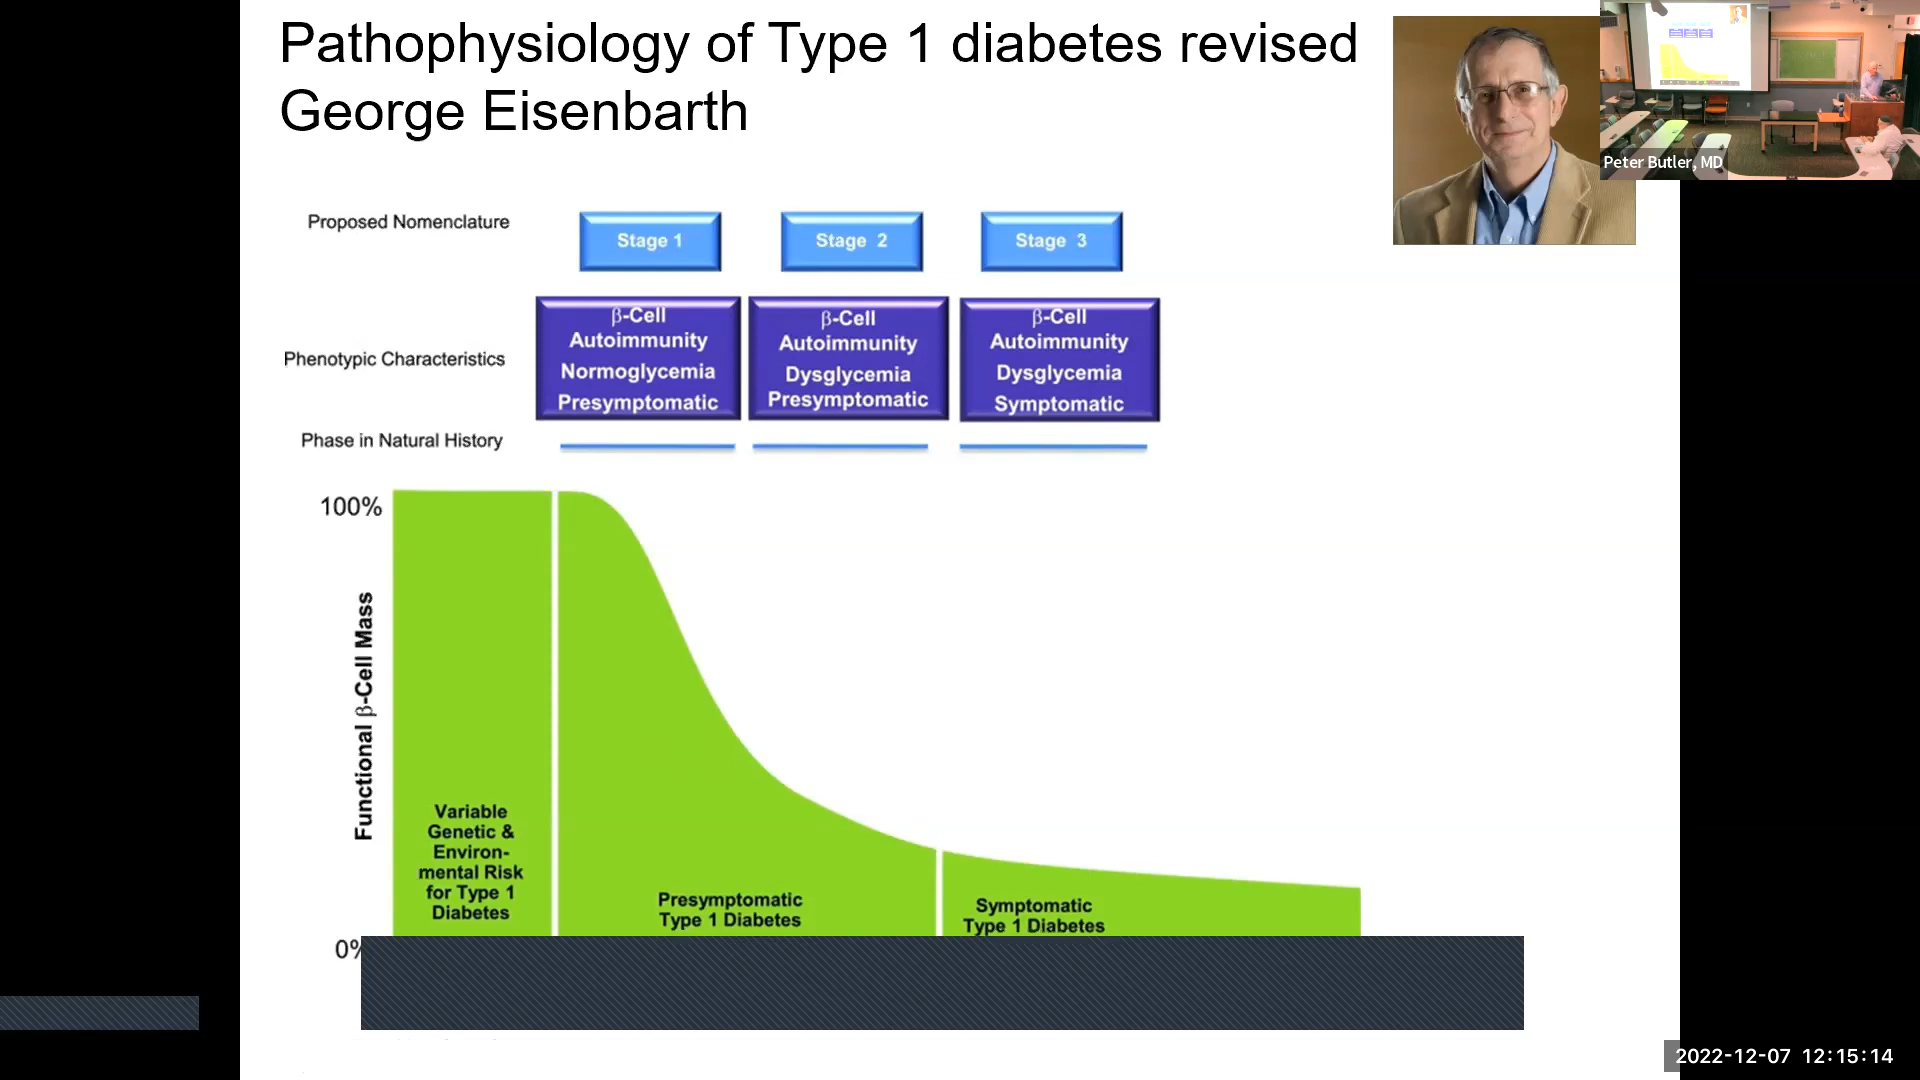 Pathophysiology of Type 1 diabetes revised
George Eisenbarth
Peter Butler, MD
Proposed Nomenclature
Stage 1
Stage 2
Stage 3
Phenotypic Characteristics
β-Cell
Autoimmunity
Normoglycemia
Presymptomatic
β-Cell
Autoimmunity
Dysglycemia
Presymptomatic
β-Cell
Autoimmunity
Dysglycemia
Symptomatic
Phase in Natural History
100%
Functional β-Cell Mass
Variable
Genetic &
Environ-
mental Risk
for Type 1
Diabetes
Presymptomatic
Type 1 Diabetes
Symptomatic
Type 1 Diabetes
0%
2022-12-07 12:15:14